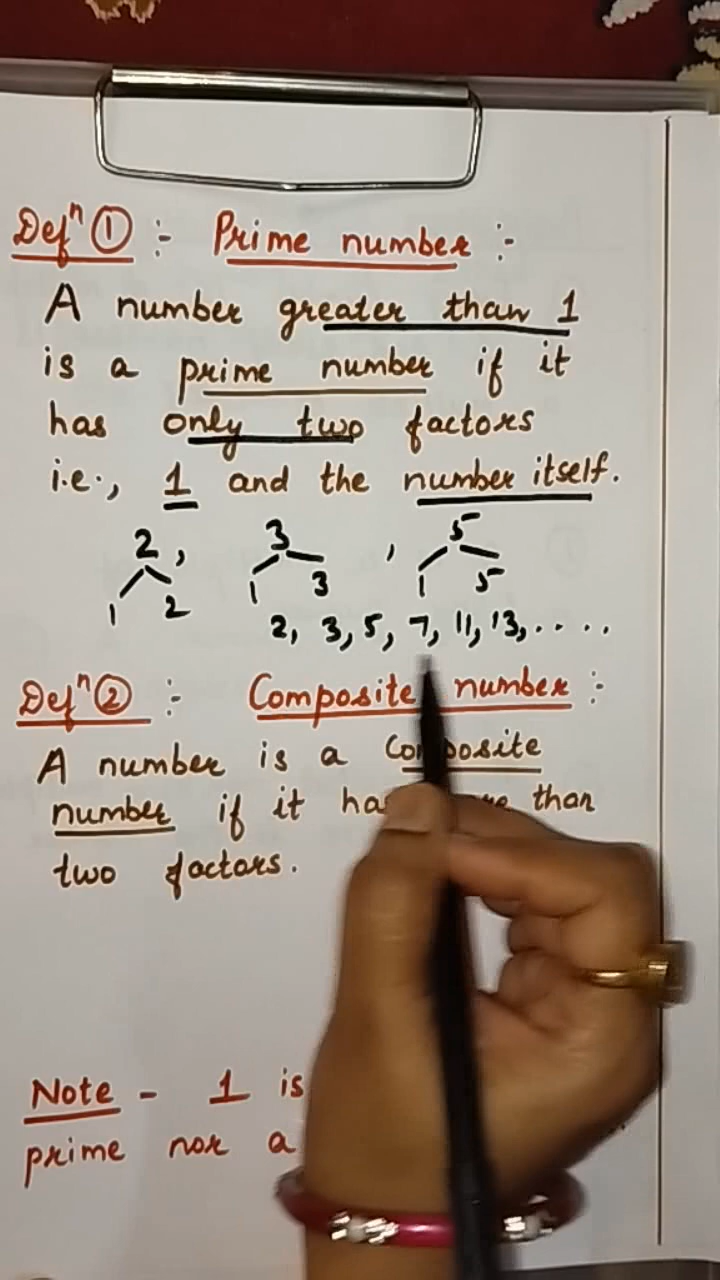 Defⁿ ① :- Prime number :-
A number greater than 1
is a prime number if it
has only two factors
i.e., 1 and the number itself.
2, 3, 5
1 2 1 3 1 5
2, 3, 5, 7, 11, 13, . . . .
Defⁿ ② :- Composite number :-
A number is a composite
number if it than
two factors.
Note - 1 is
prime nor a